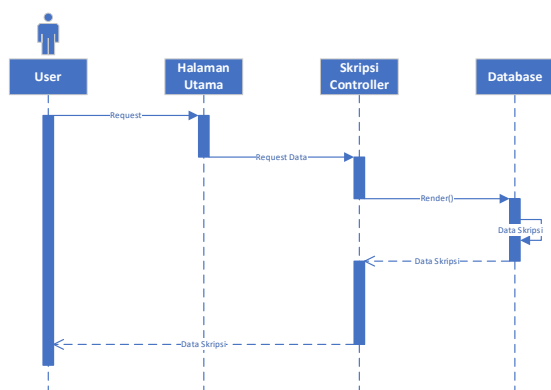 User
Halaman
Utama
Skripsi
Controller
Database
Request
Request Data
Render()
Data Skripsi
Data Skripsi
Data Skripsi